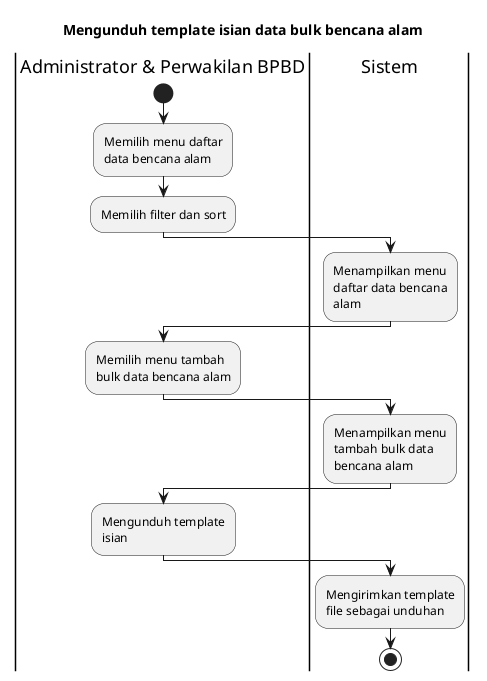 Mengunduh template isian data bulk bencana alam
Administrator & Perwakilan BPBD
Sistem
Memilih menu daftar
data bencana alam
Memilih filter dan sort
Menampilkan menu
daftar data bencana
alam
Memilih menu tambah
bulk data bencana alam
Menampilkan menu
tambah bulk data
bencana alam
Mengunduh template
isian
Mengirimkan template
file sebagai unduhan